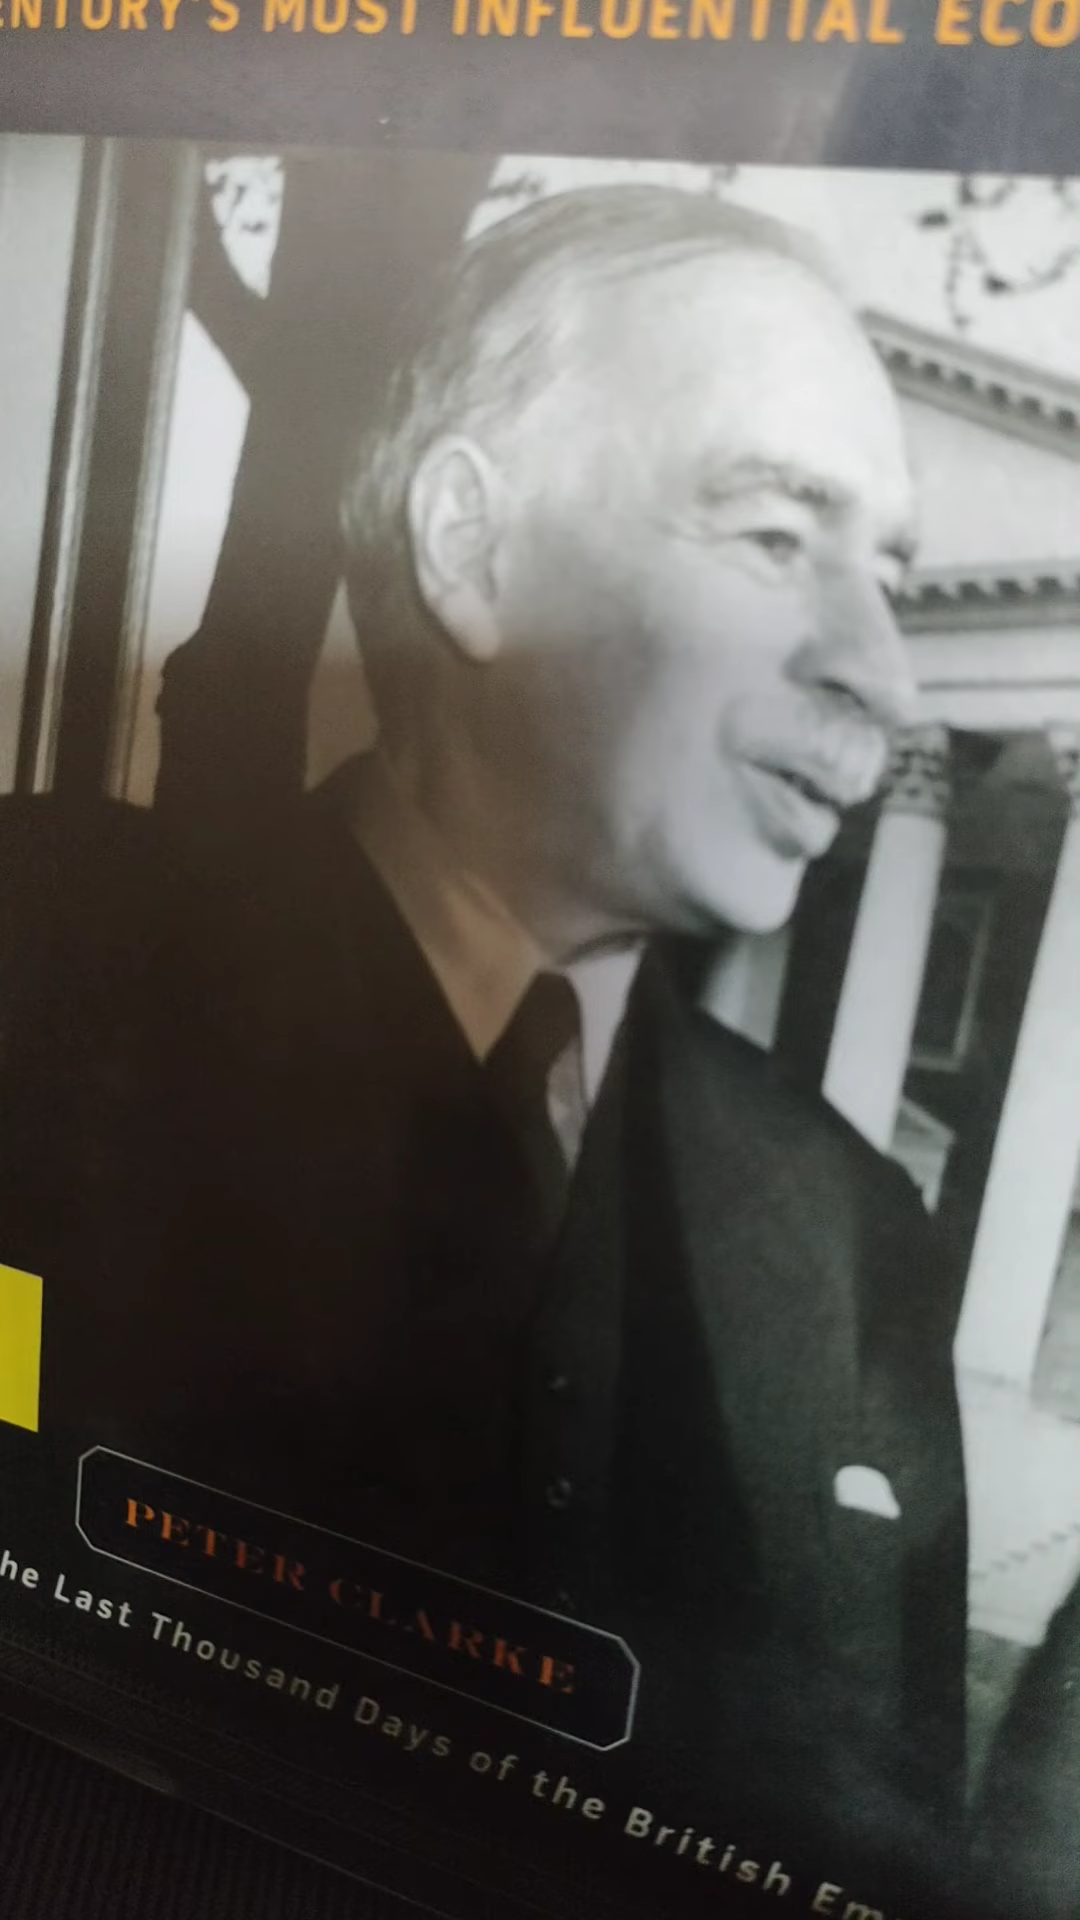 ENTURY'S MOST INFLUENTIAL ECO
PETER CLARKE
he Last Thousand Days of the British Em